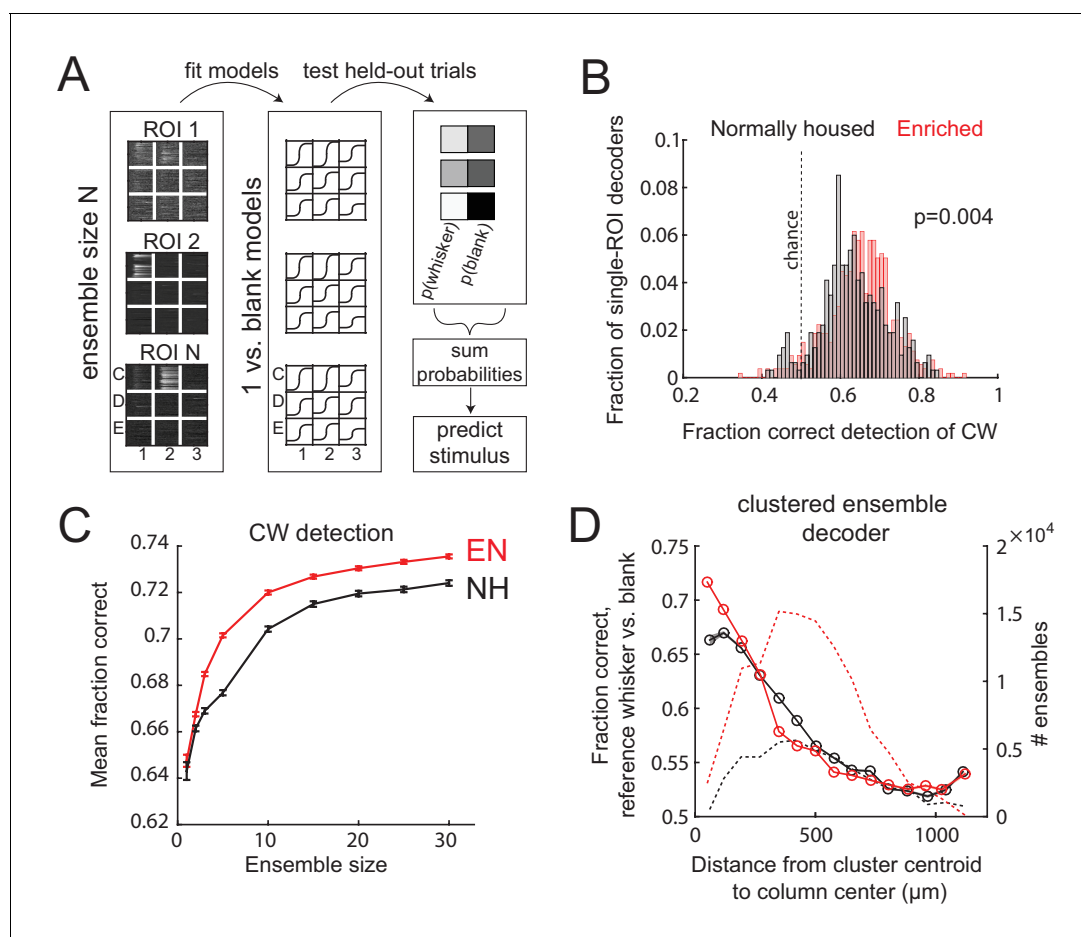 A
fit models
test held-out trials
ensemble size N
ROI 1
ROI 2
ROI N
C
D
E
1 2 3
1 vs. blank models
C
D
E
1 2 3
p(whisker)
p(blank)
sum
probabilities
predict
stimulus
B
Normally housed
Enriched
0.1
0.08
0.06
0.04
0.02
0
Fraction of single-ROI decoders
chance
p=0.004
0.2 0.4 0.6 0.8 1
Fraction correct detection of CW
C
CW detection
EN
NH
0.74
0.72
0.7
0.68
0.66
0.64
0.62
Mean fraction correct
0 10 20 30
Ensemble size
D
clustered ensemble
decoder
0.75
0.7
0.65
0.6
0.55
0.5
Fraction correct,
reference whisker vs. blank
2 ×10^4
1.5
1
0.5
0
# ensembles
0 500 1000
Distance from cluster centroid
to column center (µm)